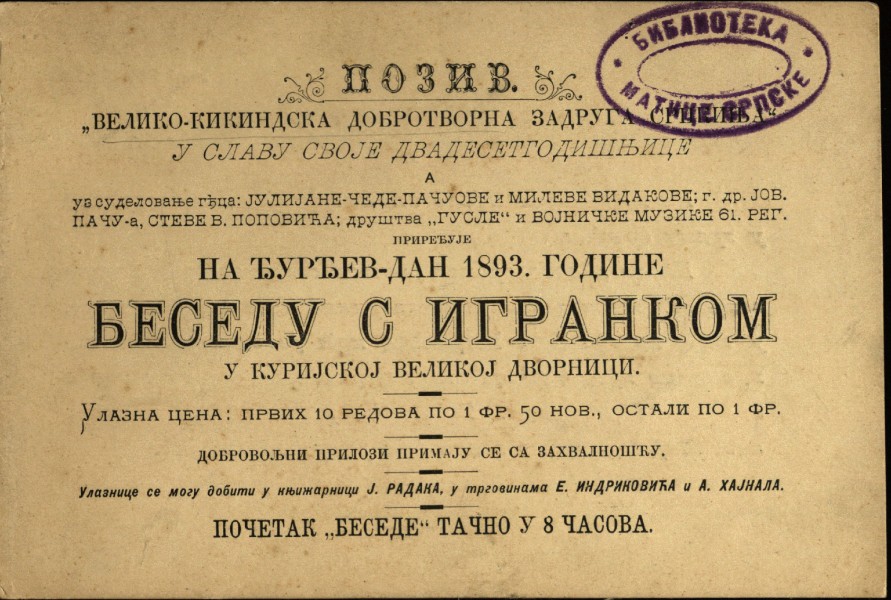 БИБЛИОТЕКА
МАТИЦЕ СРПСКЕ
ПОЗИВ.
„ВЕЛИКО-КИКИНДСКА ДОБРОТВОРНА ЗАДРУГА СРПКИЊА“
У СЛАВУ СВОЈЕ ДВАДЕСЕТГОДИШЊИЦЕ
А
уз суделовање гђца: ЈУЛИЈАНЕ-ЧЕДЕ-ПАЧУОВЕ и МИЛЕВЕ ВИДАКОВЕ; г. др. ЈОВ.
ПАЧУ-а, СТЕВЕ В. ПОПОВИЋА; друштва „ГУСЛЕ“ и ВОЈНИЧКЕ МУЗИКЕ 61. РЕГ.
ПРИРЕЂУЈЕ
НА ЂУРЂЕВ-ДАН 1893. ГОДИНЕ
БЕСЕДУ С ИГРАНКОМ
У КУРИЈСКОЈ ВЕЛИКОЈ ДВОРНИЦИ.
Улазна цена: првих 10 редова по 1 фр. 50 нов., остали по 1 фр.
ДОБРОВОЉНИ ПРИЛОЗИ ПРИМАЈУ СЕ СА ЗАХВАЛНОШЋУ.
Улазнице се могу добити у књижарници Ј. РАДАКА, у трговинама Е. ИНДРИКОВИЋА и А. ХАЈНАЛА.
ПОЧЕТАК „БЕСЕДЕ“ ТАЧНО У 8 ЧАСОВА.